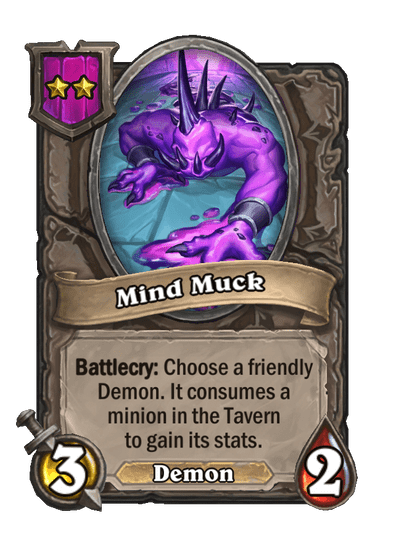 Mind Muck
Battlecry: Choose a friendly
Demon. It consumes a
minion in the Tavern
to gain its stats.
3
Demon
2